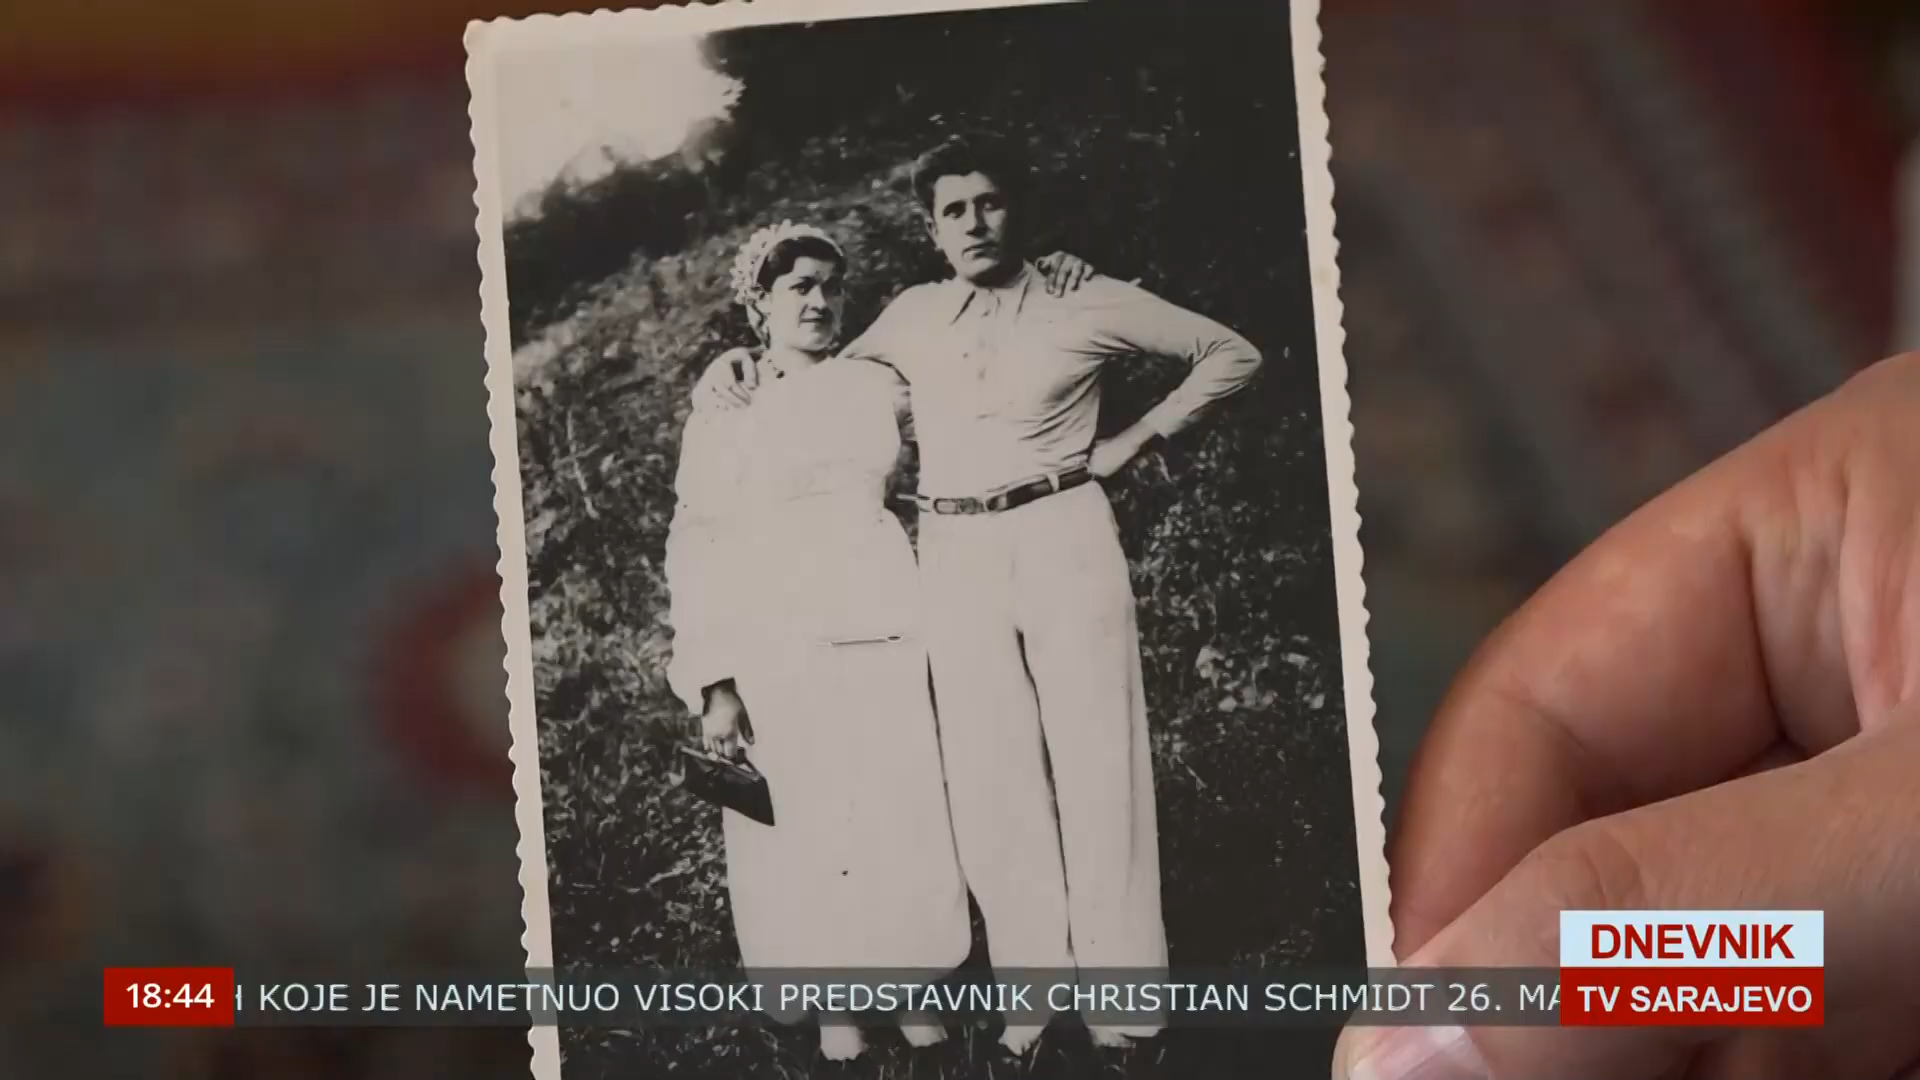 18:44
KOJE JE NAMETNUO VISOKI PREDSTAVNIK CHRISTIAN SCHMIDT 26.
DNEVNIK
TV SARAJEVO